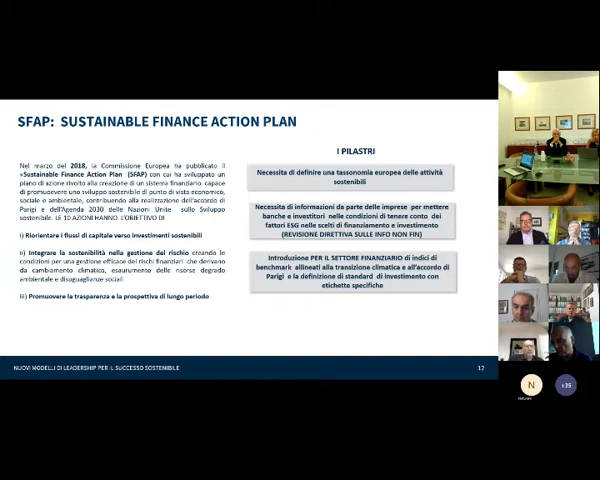 SFAP: SUSTAINABLE FINANCE ACTION PLAN
Nel marzo del 2018, la Commissione Europea ha pubblicato il
«Sustainable Finance Action Plan (SFAP) con cui ha sviluppato un
plano di azione rivolto alla creazione di un sistema finanziario capace
di promuovere uno sviluppo sostenibile di punto di vista economico,
sociale e ambientale, contribuendo alla realizzazione dell'accordo di
Parigi e dell'Agenda 2030 delle Nazioni Unite sullo Sviluppo
sostenibile. LE 10 AZIONI HANNO L'OBIETTIVO DI
i) Riorientare i flussi di capitale verso investimenti sostenibili
ii) Integrare la sostenibilità nella gestione del rischio creando le
condizioni per una gestione efficace dei rischi finanziari che derivano
da cambiamento climatico, esaurimento delle risorse degrado
ambientale e disuguaglianze sociali
iii) Promuovere la trasparenza e la prospettiva di lungo periodo
I PILASTRI
Necessita di definire una tassonomia europea delle attività
sostenibili
Necessita di informazioni da parte delle imprese per mettere
banche e investitori nelle condizioni di tenere conto dei
fattori ESG nelle scelti di finanziamento e investimento
(REVISIONE DIRETTIVA SULLE INFO NON FIN)
Introduzione PER IL SETTORE FINANZIARIO di indici di
benchmark allineati alla transizione climatica e all'accordo di
Parigi e la definizione di standard di investimento con
etichette specifiche
NUOVI MODELLI DI LEADERSHIP PER IL SUCCESSO SOSTENIBILE
12
N